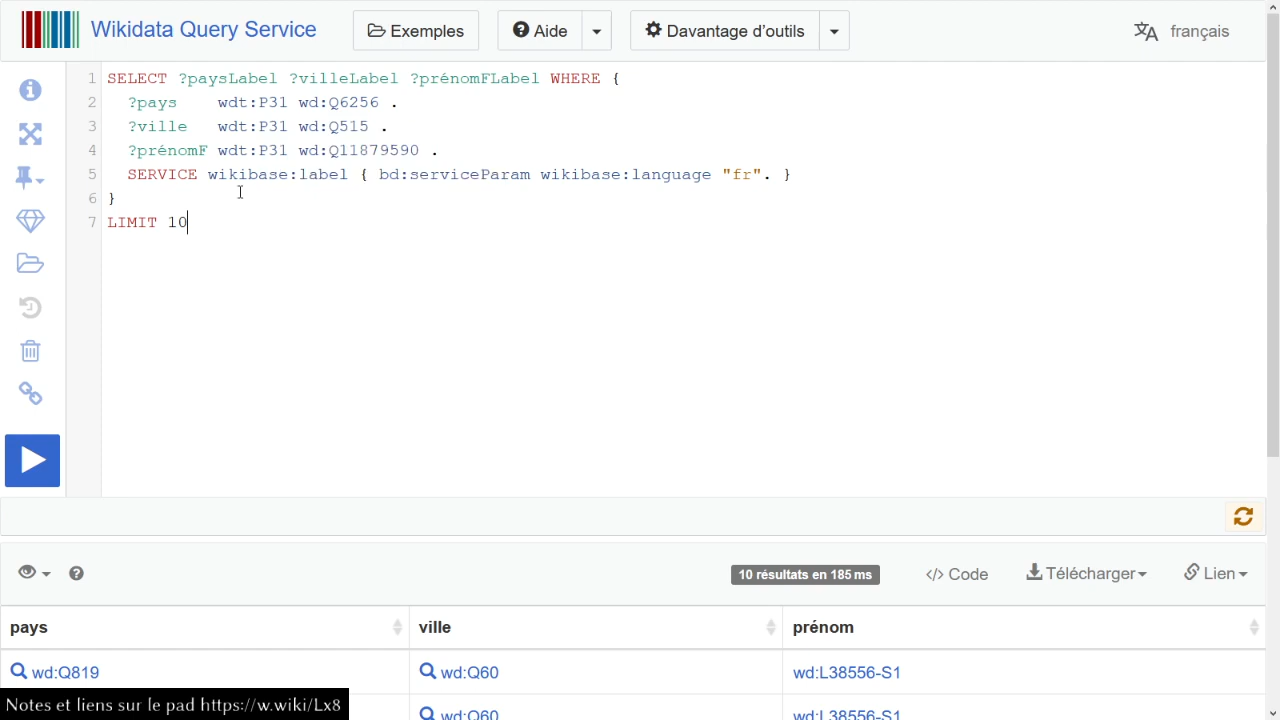 Wikidata Query Service
Exemples
Aide
Davantage d'outils
français
1 SELECT ?paysLabel ?villeLabel ?prénomFLabel WHERE {
2 ?pays wdt:P31 wd:Q6256 .
3 ?ville wdt:P31 wd:Q515 .
4 ?prénomF wdt:P31 wd:Q11879590 .
5 SERVICE wikibase:label { bd:serviceParam wikibase:language "fr". }
6 }
7 LIMIT 10
10 résultats en 185 ms
</> Code
Télécharger
Lien
pays ville prénom
wd:Q819 wd:Q60 wd:L38556-S1
wd:Q60 wd:L38556-S1
Notes et liens sur le pad https://w.wiki/Lx8